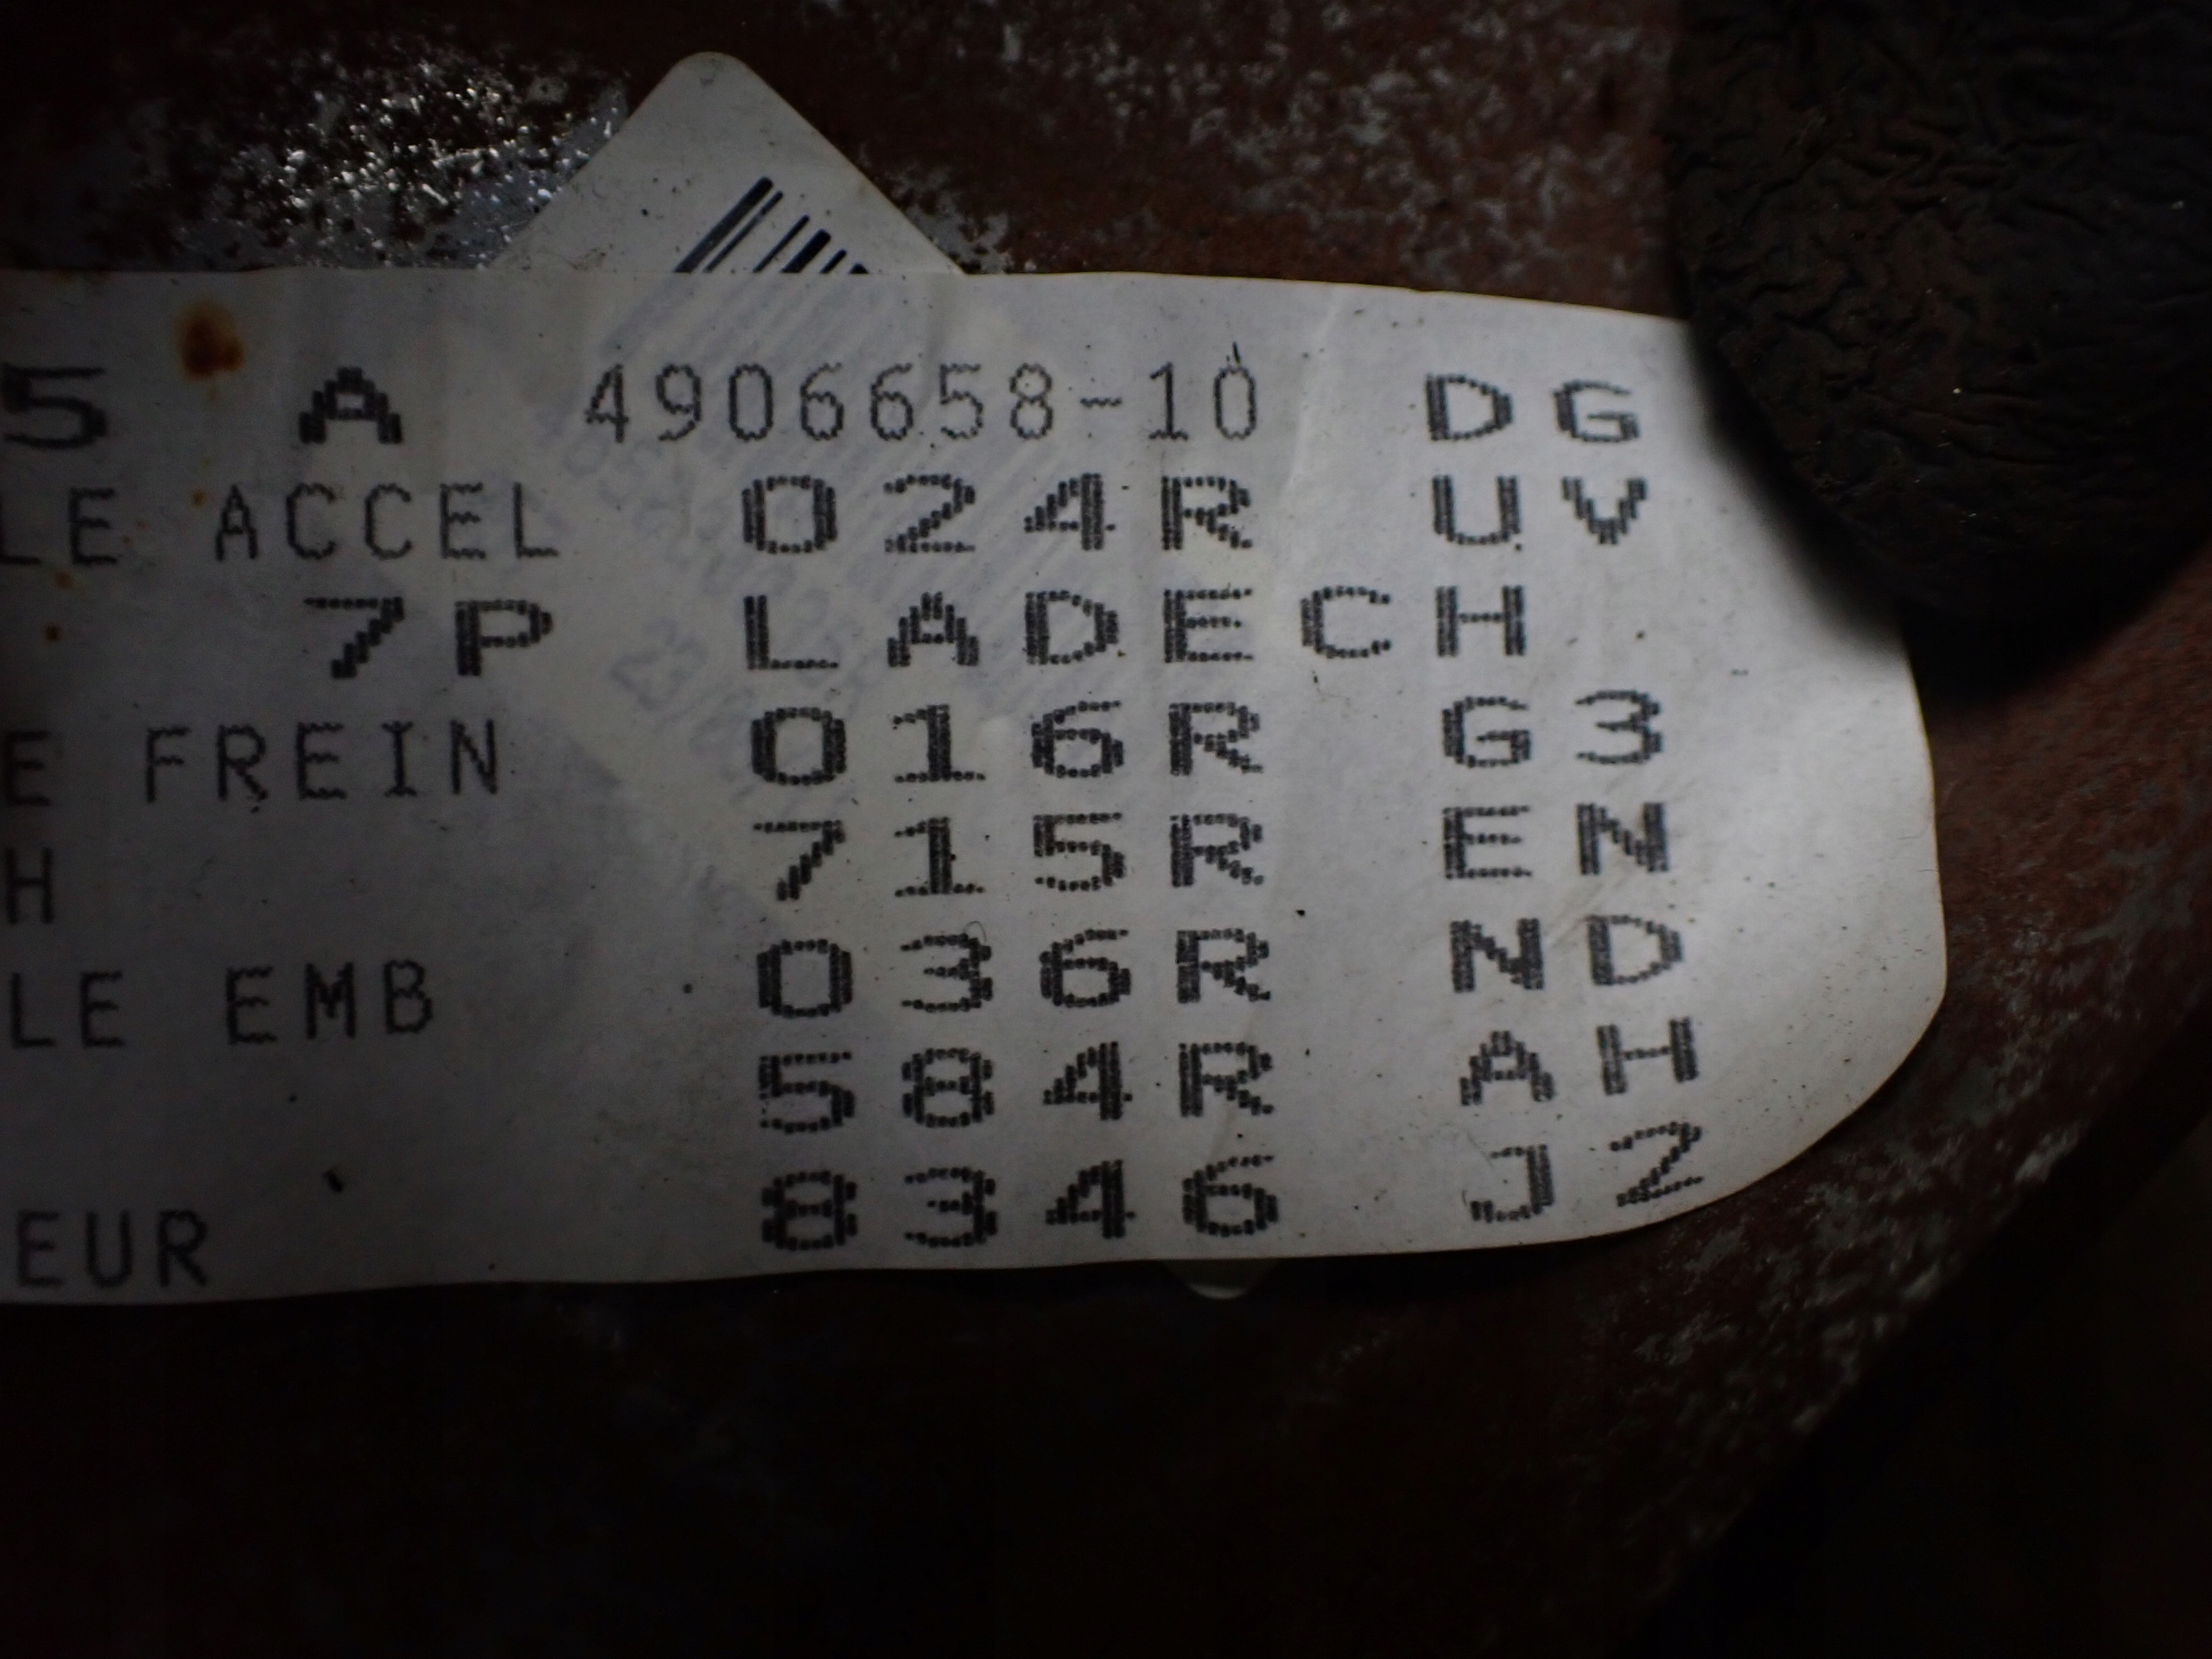 5 A 4906658-10 DG
LE ACCEL 024R UV
7P LADECH
E FREIN 016R G3
H 715R EN
LE EMB 036R ND
584R AH
EUR 8346 JZ